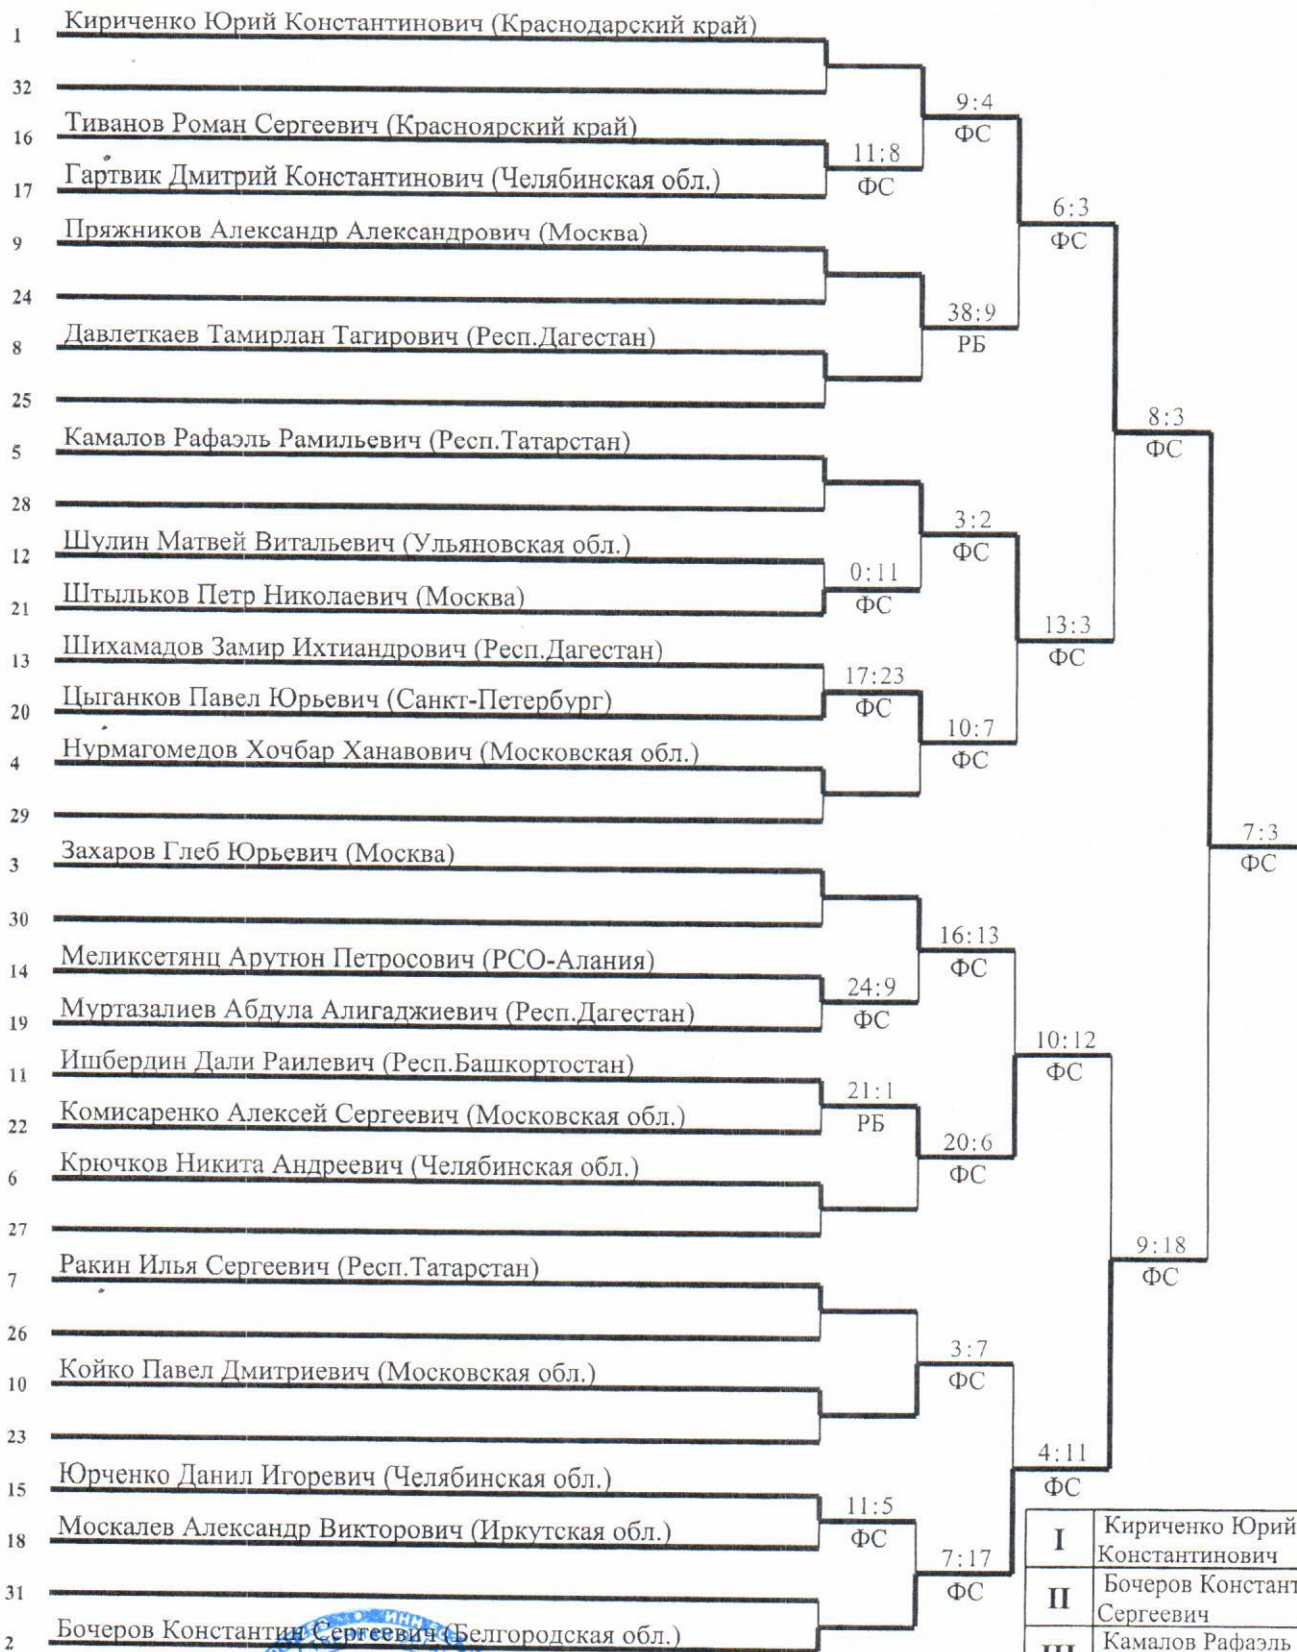 1 Кириченко Юрий Константинович (Краснодарский край)
32
9:4
ФС
16 Тиванов Роман Сергеевич (Красноярский край)
11:8
ФС
17 Гартвик Дмитрий Константинович (Челябинская обл.)
6:3
ФС
9 Пряжников Александр Александрович (Москва)
24
38:9
РБ
8 Давлеткаев Тамирлан Тагирович (Респ.Дагестан)
25
8:3
ФС
5 Камалов Рафаэль Рамильевич (Респ.Татарстан)
28
3:2
ФС
12 Шулин Матвей Витальевич (Ульяновская обл.)
0:11
ФС
21 Штыльков Петр Николаевич (Москва)
13:3
ФС
13 Шихамадов Замир Ихтиандрович (Респ.Дагестан)
17:23
ФС
20 Цыганков Павел Юрьевич (Санкт-Петербург)
10:7
ФС
4 Нурмагомедов Хочбар Ханавович (Московская обл.)
29
7:3
ФС
3 Захаров Глеб Юрьевич (Москва)
30
16:13
ФС
14 Меликсетянц Арутюн Петросович (РСО-Алания)
24:9
ФС
19 Муртазалиев Абдула Алигаджиевич (Респ.Дагестан)
10:12
ФС
11 Ишбердин Дали Раилевич (Респ.Башкортостан)
21:1
РБ
22 Комисаренко Алексей Сергеевич (Московская обл.)
20:6
ФС
6 Крючков Никита Андреевич (Челябинская обл.)
27
9:18
ФС
7 Ракин Илья Сергеевич (Респ.Татарстан)
26
3:7
ФС
10 Койко Павел Дмитриевич (Московская обл.)
23
4:11
ФС
15 Юрченко Данил Игоревич (Челябинская обл.)
11:5
ФС
18 Москалев Александр Викторович (Иркутская обл.)
7:17
ФС
31
2 Бочеров Константин Сергеевич (Белгородская обл.)
I Кириченко Юрий
Константинович
II Бочеров Констант
Сергеевич
III Камалов Рафаэль